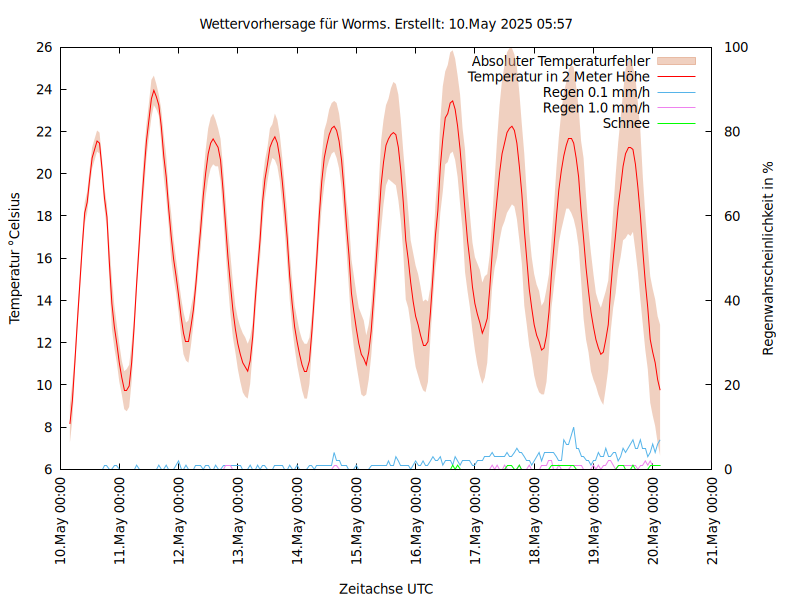 Wettervorhersage für Worms. Erstellt: 10.May 2025 05:57
26
24
22
20
18
16
14
12
10
8
6
Temperatur °Celsius
100
80
60
40
20
0
Regenwahrscheinlichkeit in %
Absoluter Temperaturfehler
Temperatur in 2 Meter Höhe
Regen 0.1 mm/h
Regen 1.0 mm/h
Schnee
10.May 00:00
11.May 00:00
12.May 00:00
13.May 00:00
14.May 00:00
15.May 00:00
16.May 00:00
17.May 00:00
18.May 00:00
19.May 00:00
20.May 00:00
21.May 00:00
Zeitachse UTC